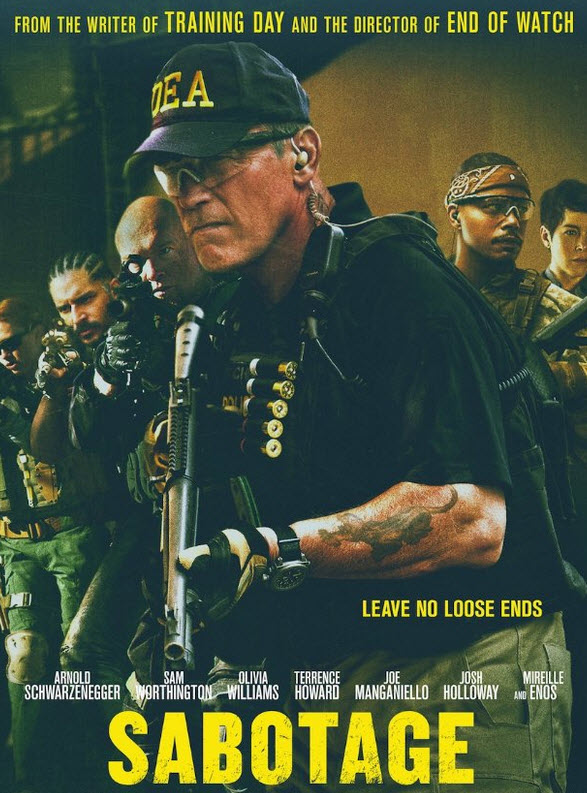 FROM THE WRITER OF TRAINING DAY AND THE DIRECTOR OF END OF WATCH
DEA
LEAVE NO LOOSE ENDS
ARNOLD SCHWARZENEGGER SAM WORTHINGTON OLIVIA WILLIAMS TERRENCE HOWARD JOE MANGANIELLO JOSH HOLLOWAY AND MIREILLE ENOS
SABOTAGE